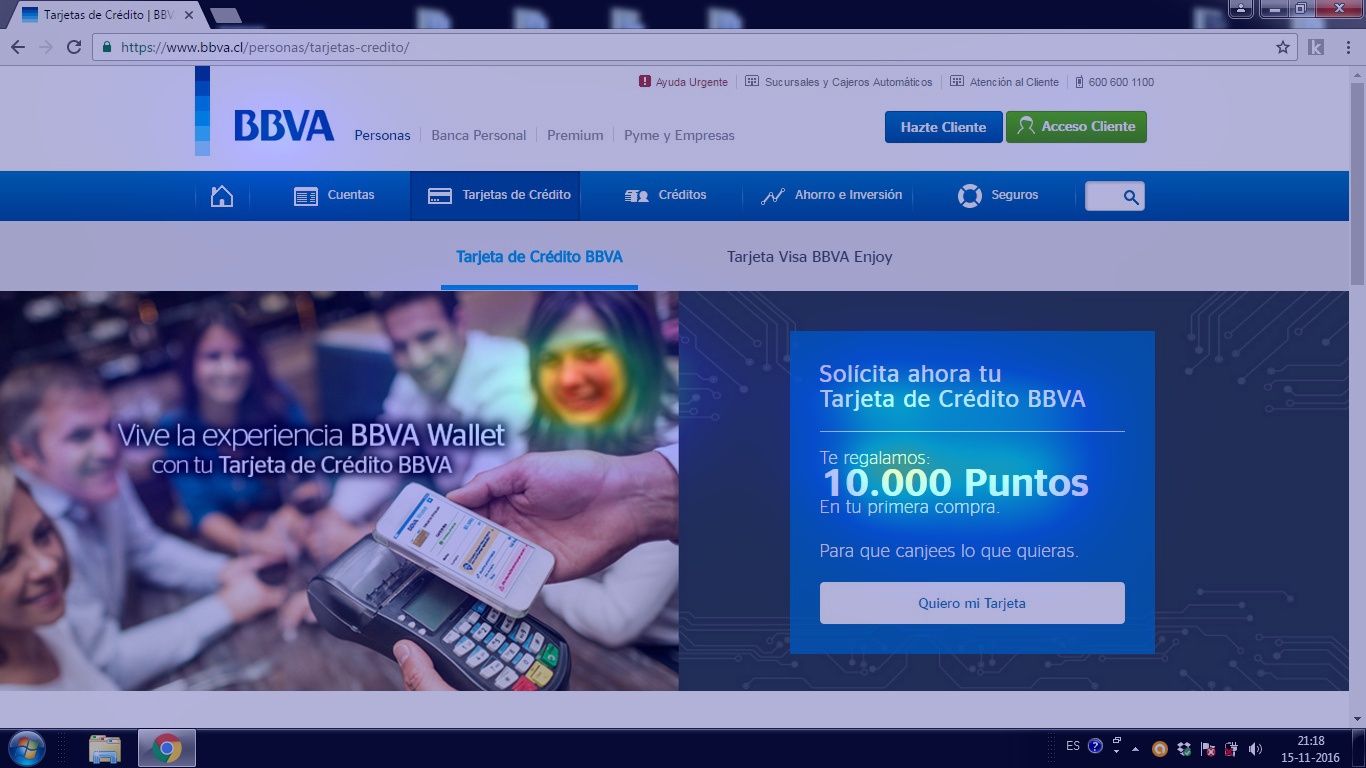 Tarjetas de Crédito | BBV
https://www.bbva.cl/personas/tarjetas-credito/
Ayuda Urgente
Sucursales y Cajeros Automáticos
Atención al Cliente
600 600 1100
BBVA
Personas
Banca Personal
Premium
Pyme y Empresas
Hazte Cliente
Acceso Cliente
Cuentas
Tarjetas de Crédito
Créditos
Ahorro e Inversión
Seguros
Tarjeta de Crédito BBVA
Tarjeta Visa BBVA Enjoy
Vive la experiencia BBVA Wallet
con tu Tarjeta de Crédito BBVA
Solícita ahora tu
Tarjeta de Crédito BBVA
Te regalamos:
10.000 Puntos
En tu primera compra.
Para que canjees lo que quieras.
Quiero mi Tarjeta
ES
21:18
15-11-2016